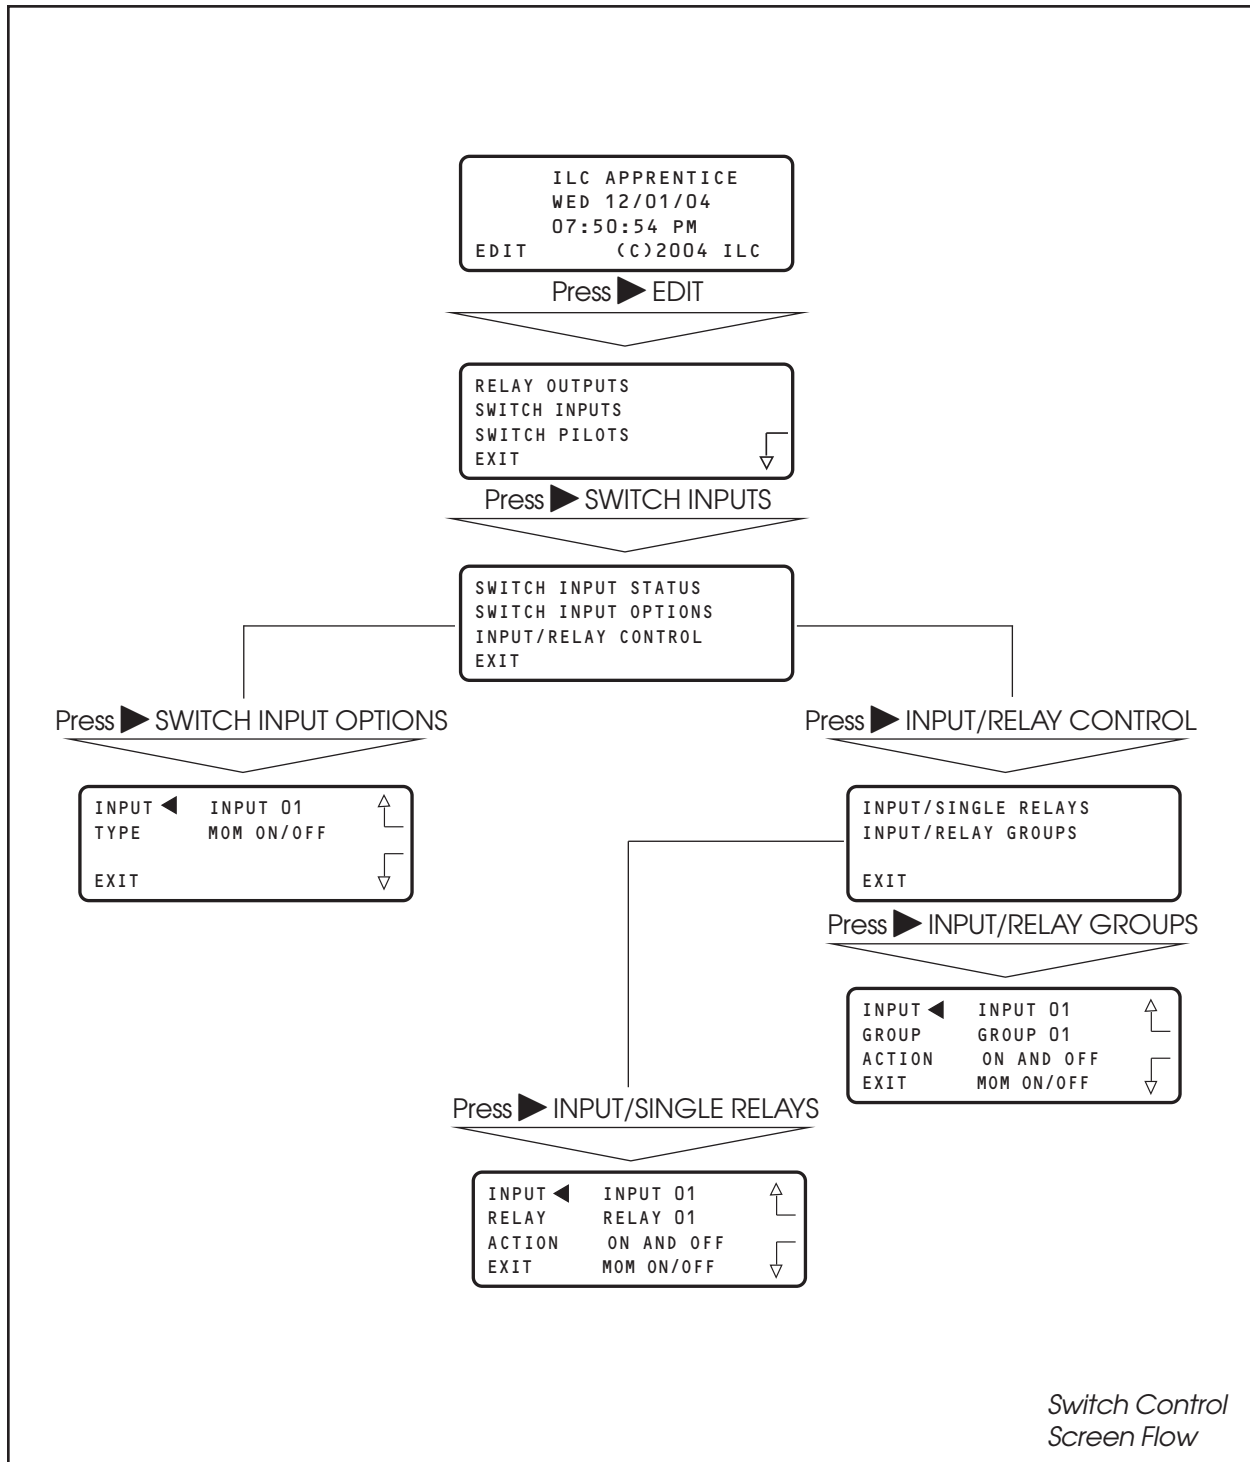 ILC APPRENTICE
WED 12/01/04
07:50:54 PM
EDIT (C)2004 ILC
Press EDIT
RELAY OUTPUTS
SWITCH INPUTS
SWITCH PILOTS
EXIT
Press SWITCH INPUTS
SWITCH INPUT STATUS
SWITCH INPUT OPTIONS
INPUT/RELAY CONTROL
EXIT
Press SWITCH INPUT OPTIONS
INPUT INPUT 01
TYPE MOM ON/OFF
EXIT
Press INPUT/RELAY CONTROL
INPUT/SINGLE RELAYS
INPUT/RELAY GROUPS
EXIT
Press INPUT/RELAY GROUPS
INPUT INPUT 01
GROUP GROUP 01
ACTION ON AND OFF
EXIT MOM ON/OFF
Press INPUT/SINGLE RELAYS
INPUT INPUT 01
RELAY RELAY 01
ACTION ON AND OFF
EXIT MOM ON/OFF
Switch Control
Screen Flow